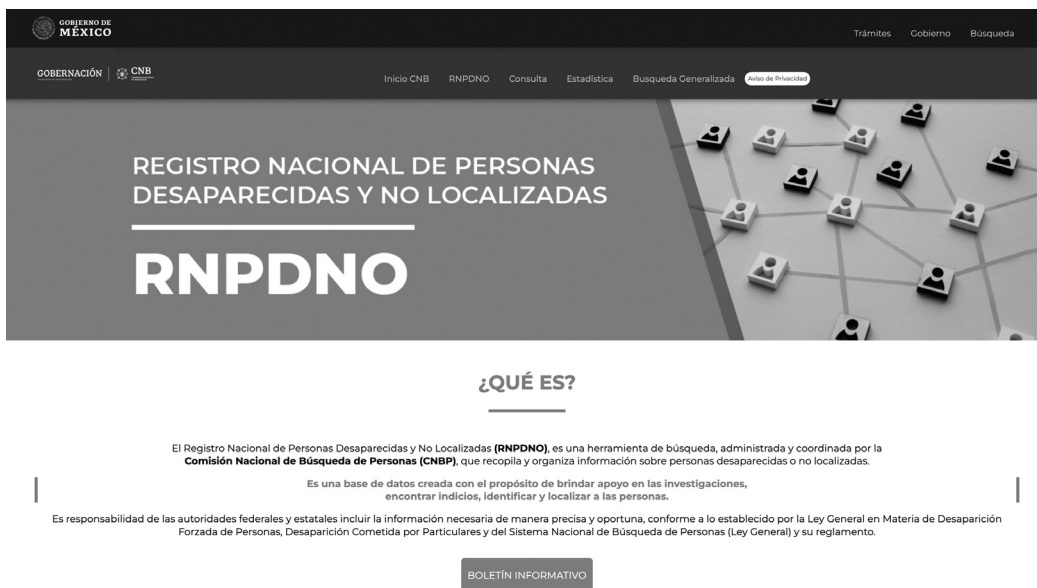 GOBIERNO DE
MÉXICO
Trámites Gobierno Búsqueda
GOBERNACIÓN CNB
Inicio CNB RNPDNO Consulta Estadística Busqueda Generalizada Aviso de Privacidad
REGISTRO NACIONAL DE PERSONAS
DESAPARECIDAS Y NO LOCALIZADAS
RNPDNO
¿QUÉ ES?
El Registro Nacional de Personas Desaparecidas y No Localizadas (RNPDNO), es una herramienta de búsqueda, administrada y coordinada por la
Comisión Nacional de Búsqueda de Personas (CNBP), que recopila y organiza información sobre personas desaparecidas o no localizadas.
Es una base de datos creada con el propósito de brindar apoyo en las investigaciones,
encontrar indicios, identificar y localizar a las personas.
Es responsabilidad de las autoridades federales y estatales incluir la información necesaria de manera precisa y oportuna, conforme a lo establecido por la Ley General en Materia de Desaparición
Forzada de Personas, Desaparición Cometida por Particulares y del Sistema Nacional de Búsqueda de Personas (Ley General) y su reglamento.
BOLETÍN INFORMATIVO